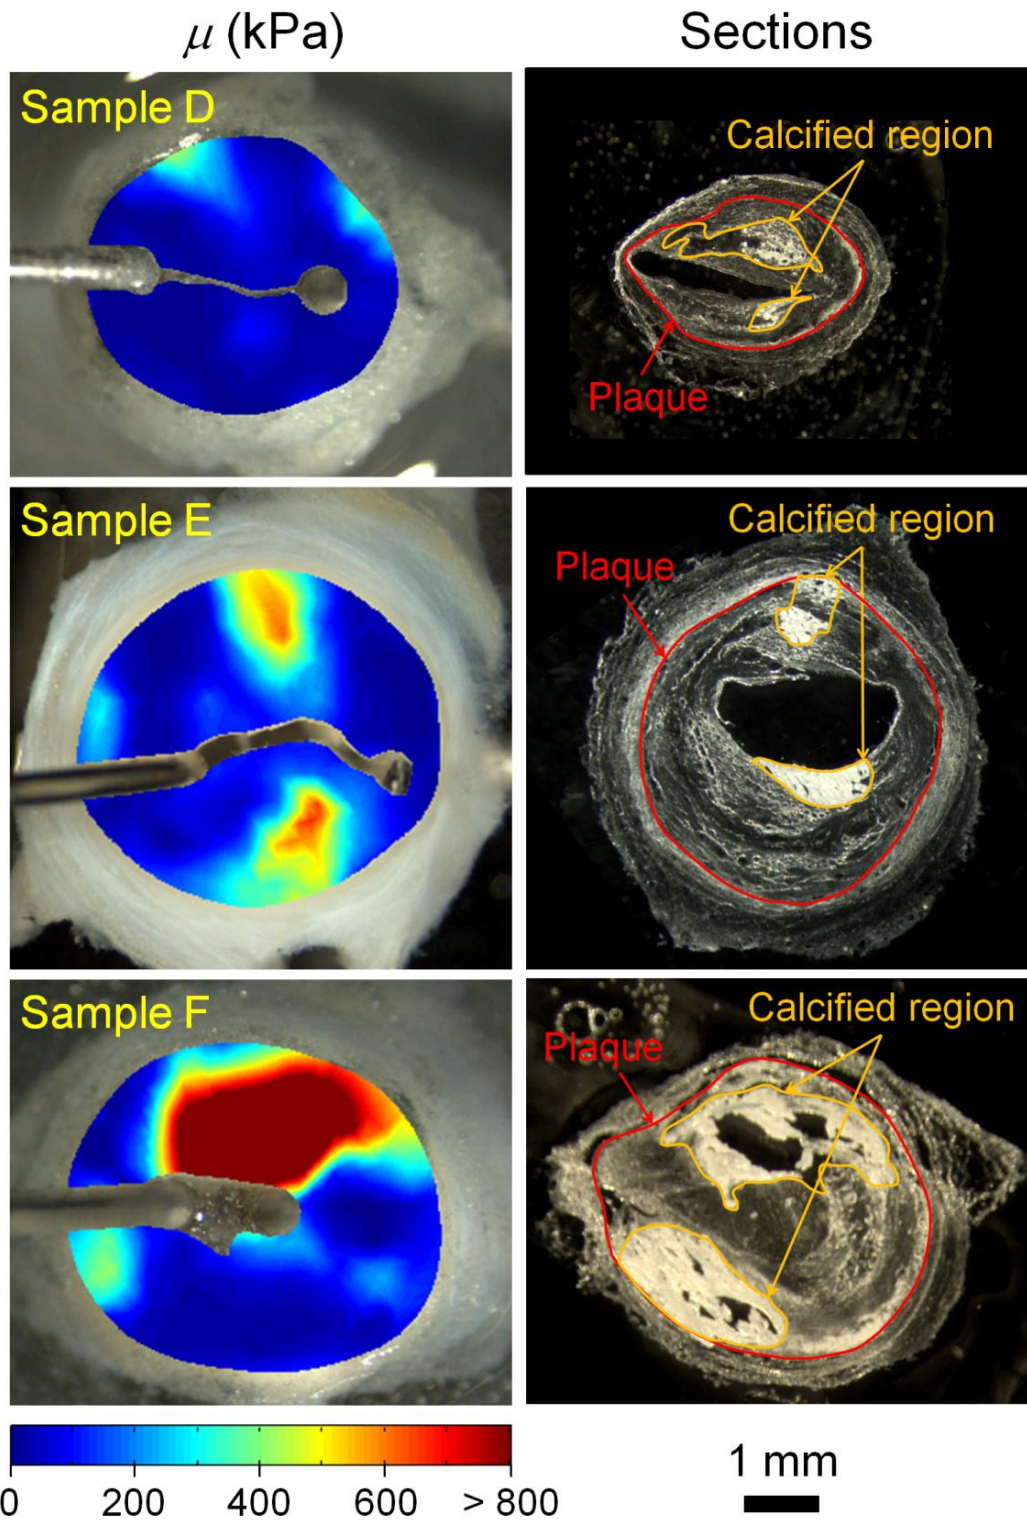 μ (kPa)
Sections
Sample D
Calcified region
Plaque
Sample E
Calcified region
Plaque
Sample F
Calcified region
Plaque
0 200 400 600 > 800
1 mm